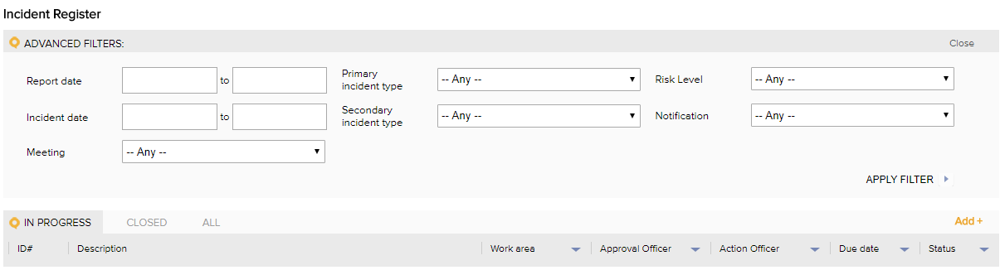 Incident Register
ADVANCED FILTERS:
Close
Report date
to
Primary
incident type
-- Any --
Risk Level
-- Any --
Incident date
to
Secondary
incident type
-- Any --
Notification
-- Any --
Meeting
-- Any --
APPLY FILTER
IN PROGRESS
CLOSED
ALL
Add +
ID#
Description
Work area
Approval Officer
Action Officer
Due date
Status